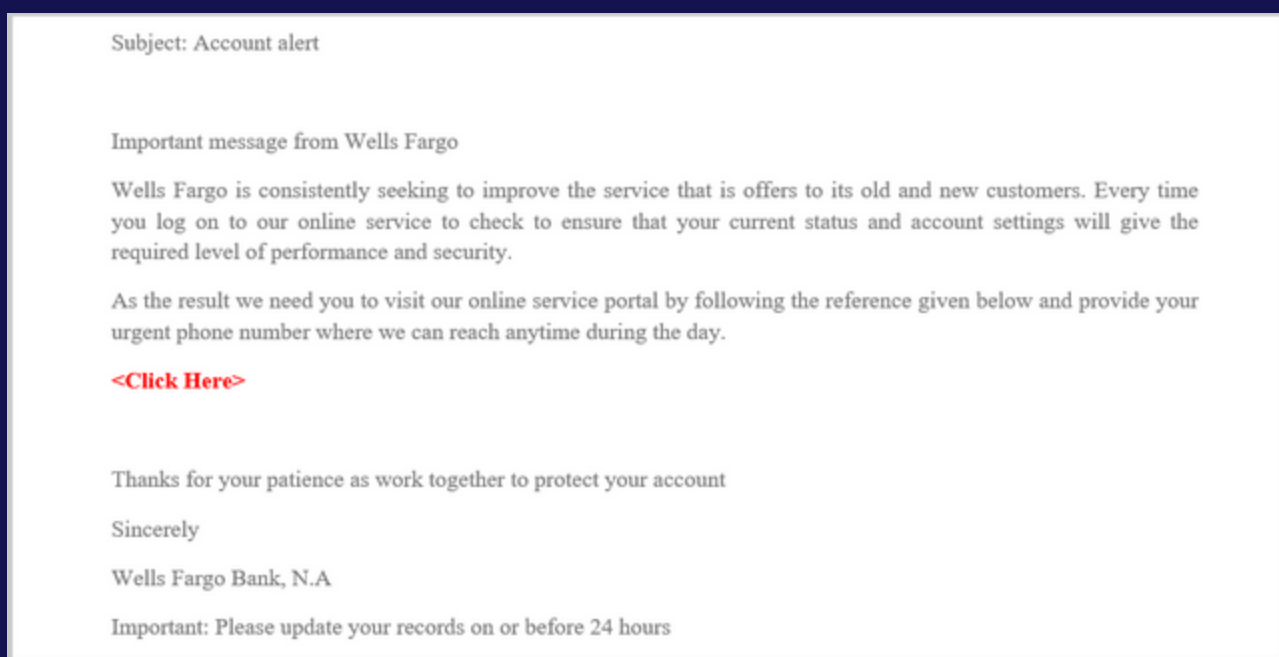 Subject: Account alert
Important message from Wells Fargo
Wells Fargo is consistently seeking to improve the service that is offers to its old and new customers. Every time
you log on to our online service to check to ensure that your current status and account settings will give the
required level of performance and security.
As the result we need you to visit our online service portal by following the reference given below and provide your
urgent phone number where we can reach anytime during the day.
<Click Here>
Thanks for your patience as work together to protect your account
Sincerely
Wells Fargo Bank, N.A
Important: Please update your records on or before 24 hours